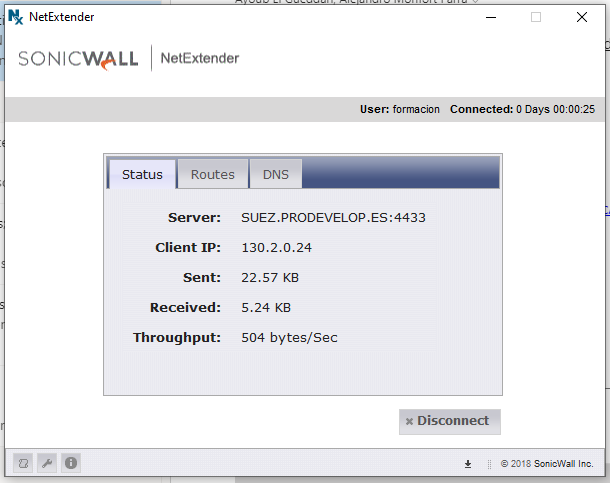 NetExtender
SONICWALL NetExtender
User: formacion Connected: 0 Days 00:00:25
Status Routes DNS
Server: SUEZ.PRODEVELOP.ES:4433
Client IP: 130.2.0.24
Sent: 22.57 KB
Received: 5.24 KB
Throughput: 504 bytes/Sec
Disconnect
© 2018 SonicWall Inc.